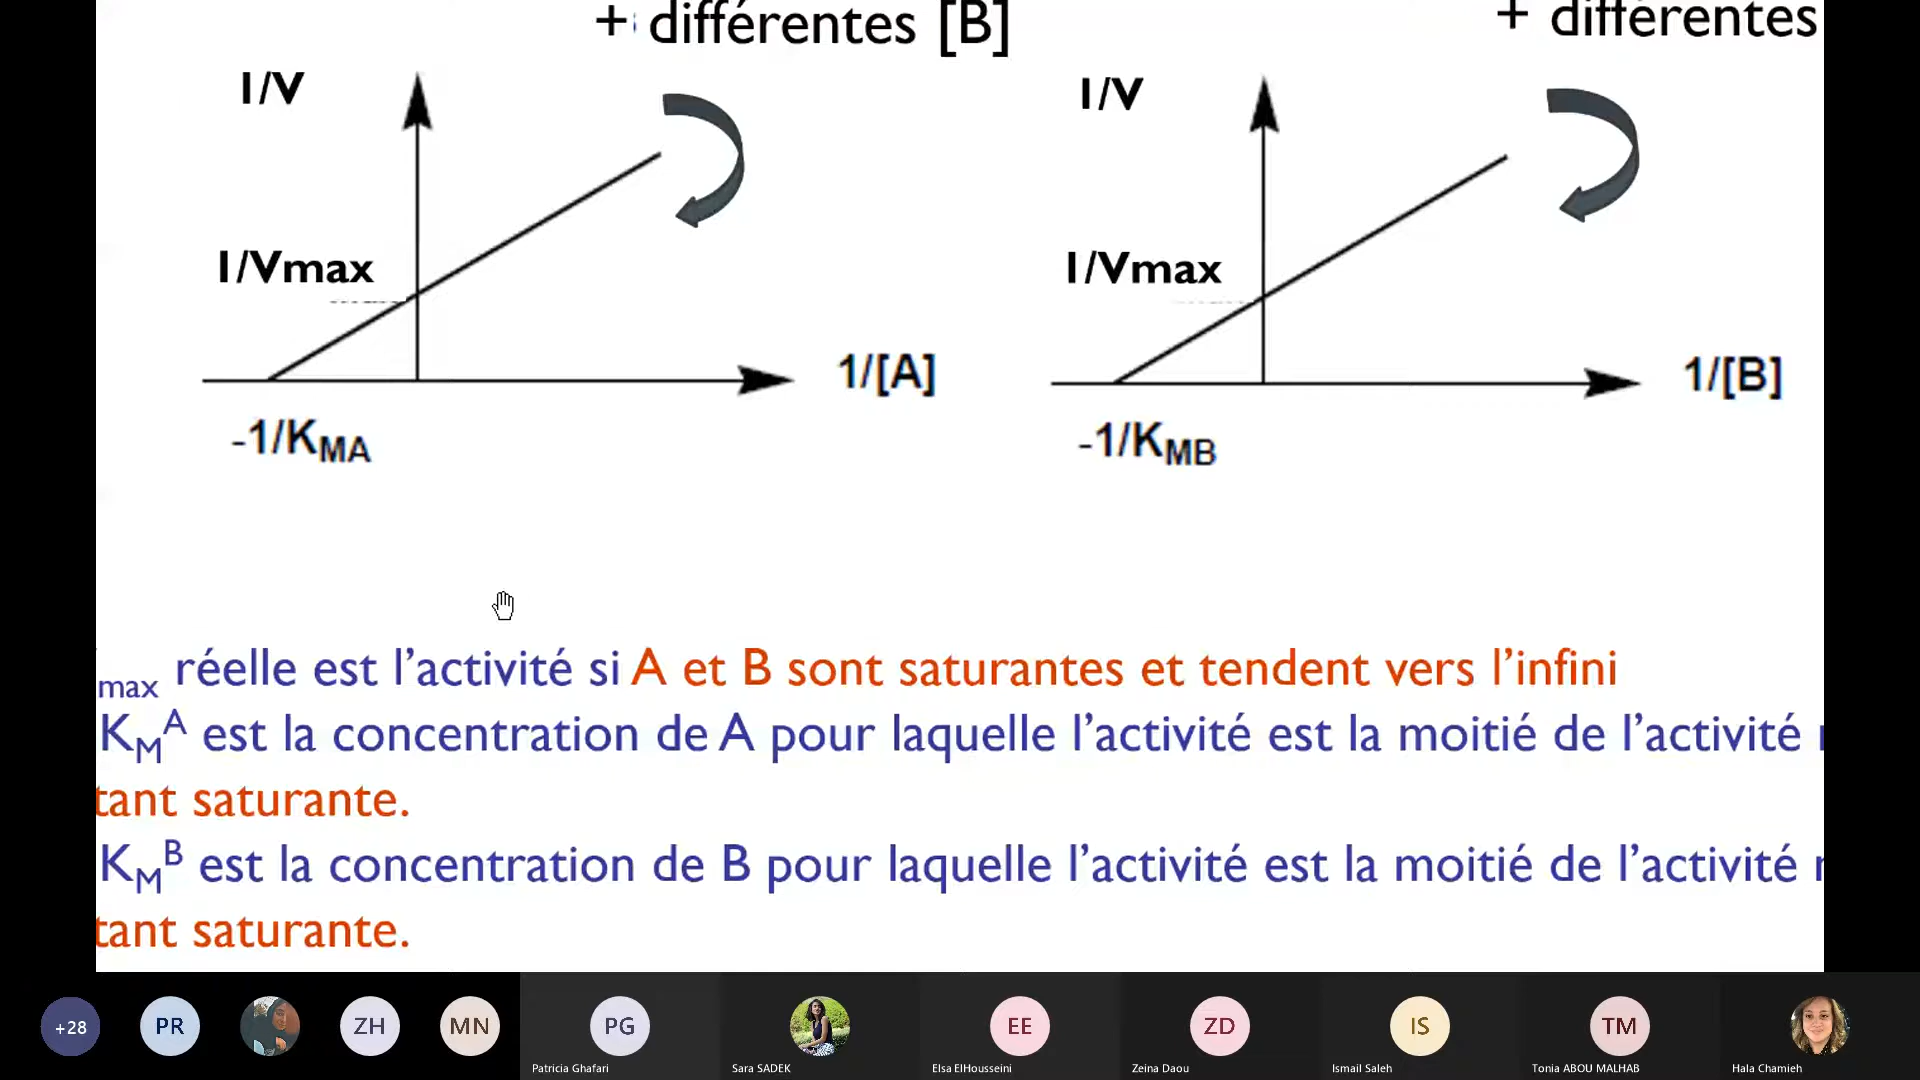 + différentes [B]
+ différentes
1/V
1/V
1/Vmax
1/Vmax
1/[A]
1/[B]
-1/KMA
-1/KMB
max réelle est l’activité si A et B sont saturantes et tendent vers l’infini
KMA est la concentration de A pour laquelle l’activité est la moitié de l’activité
tant saturante.
KMB est la concentration de B pour laquelle l’activité est la moitié de l’activité
tant saturante.
+28
PR
ZH
MN
PG
EE
ZD
IS
TM
Patricia Ghafari
Sara SADEK
Elsa ElHousseini
Zeina Daou
Ismail Saleh
Tonia ABOU MALHAB
Hala Chamieh